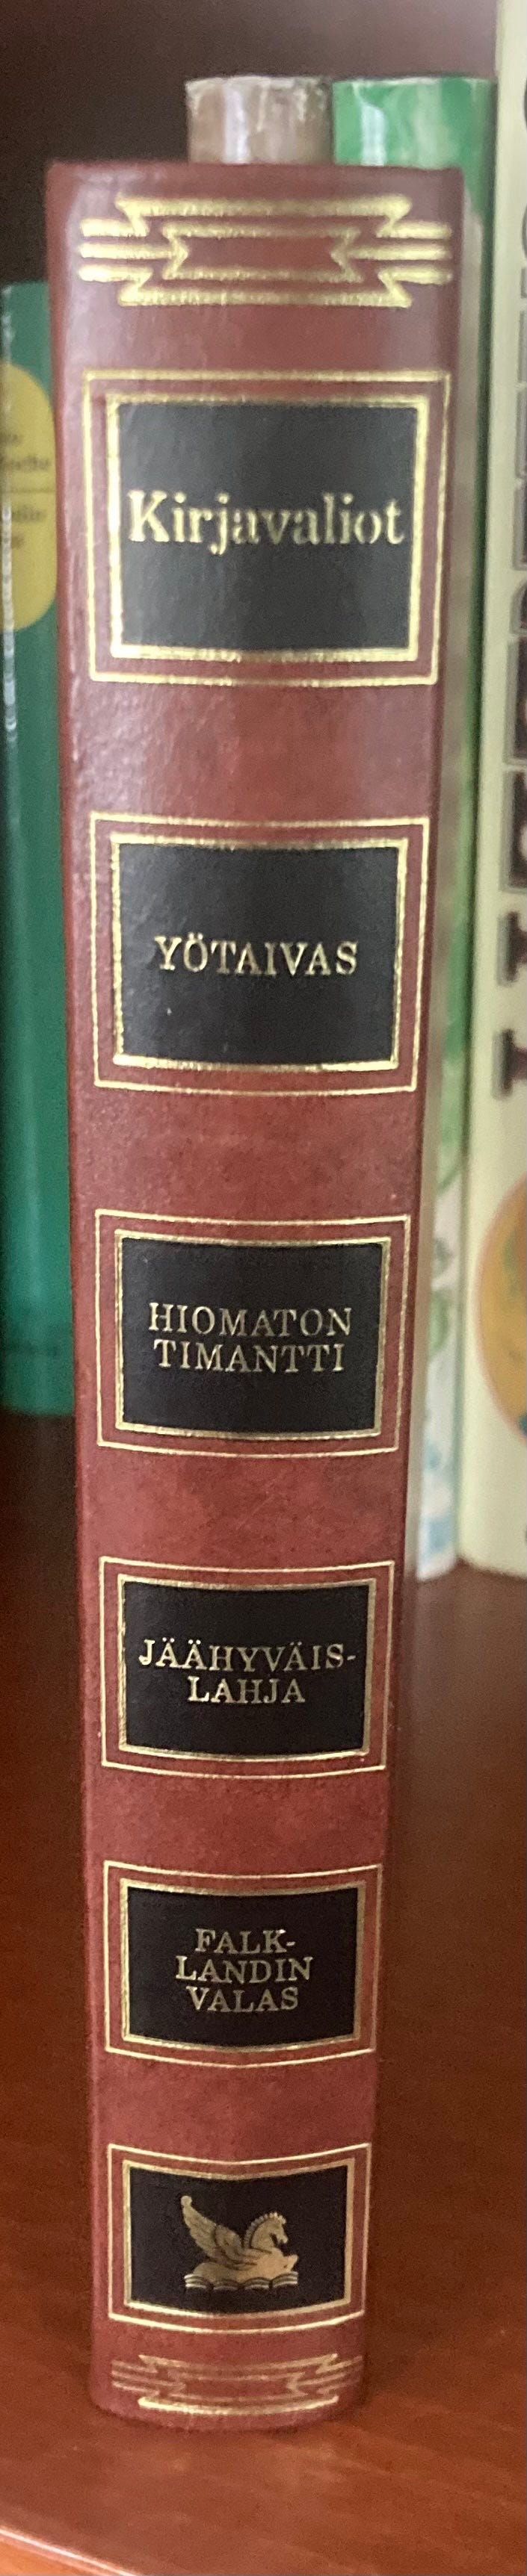 Kirjavaliot
YÖTAIVAS
HIOMATON
TIMANTTI
JÄÄHYVÄIS-
LAHJA
FALK-
LANDIN
VALAS